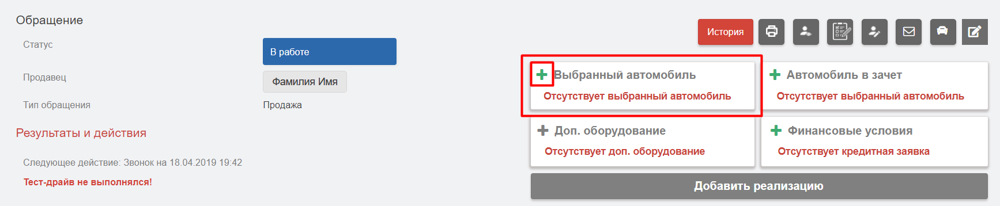 Обращение
Статус
В работе
Продавец
Фамилия Имя
Тип обращения
Продажа
Результаты и действия
Следующее действие: Звонок на 18.04.2019 19:42
Тест-драйв не выполнялся!
История
Выбранный автомобиль
Отсутствует выбранный автомобиль
Автомобиль в зачет
Отсутствует выбранный автомобиль
Доп. оборудование
Отсутствует доп. оборудование
Финансовые условия
Отсутствует кредитная заявка
Добавить реализацию